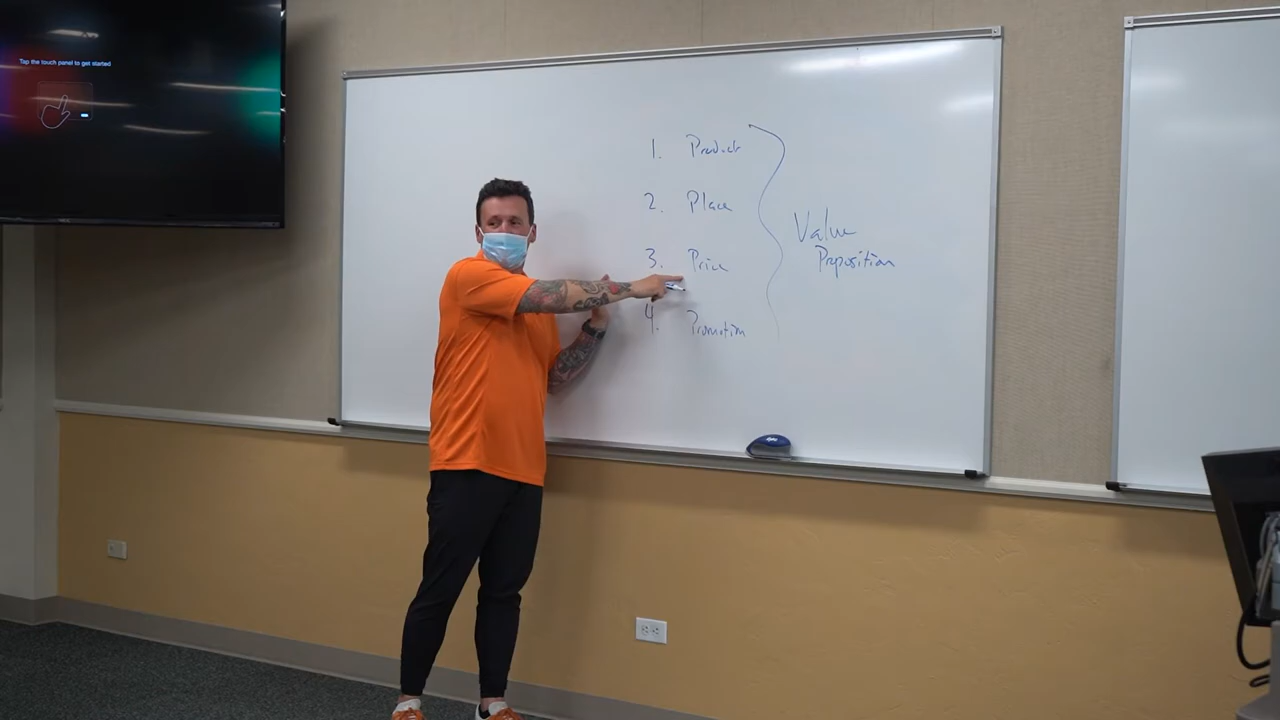 Tap the touch panel to get started
1. Product
2. Place
3. Price
4. Promotion
Value
Proposition